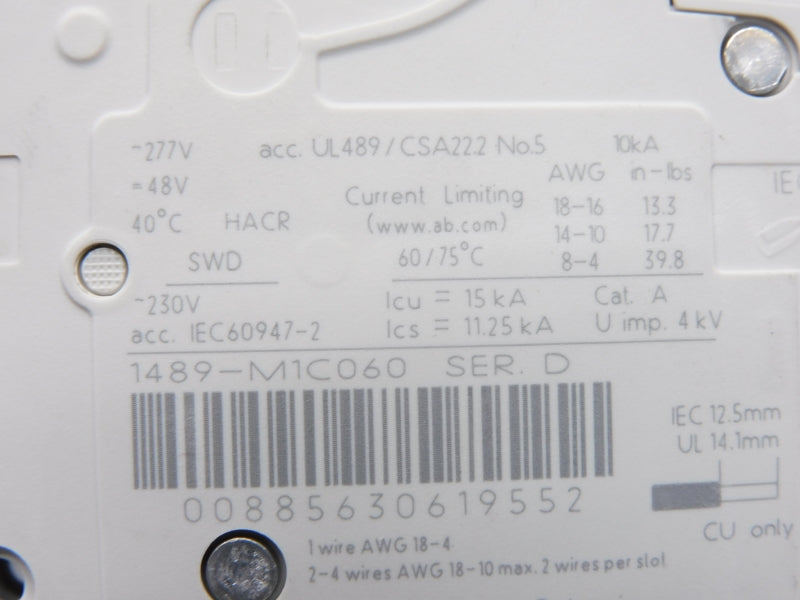 ~277V acc. UL489/CSA22.2 No.5 10kA
= 48V AWG in-lbs
40°C HACR Current Limiting 18-16 13.3
(www.ab.com) 14-10 17.7
SWD 60/75°C 8-4 39.8
IEC
~230V Icu = 15 kA Cat. A
acc. IEC60947-2 Ics = 11.25 kA U imp. 4 kV
1489-M1C060 SER. D
IEC 12.5mm
UL 14.1mm
00885630619552
CU only
1 wire AWG 18-4
2-4 wires AWG 18-10 max. 2 wires per slot